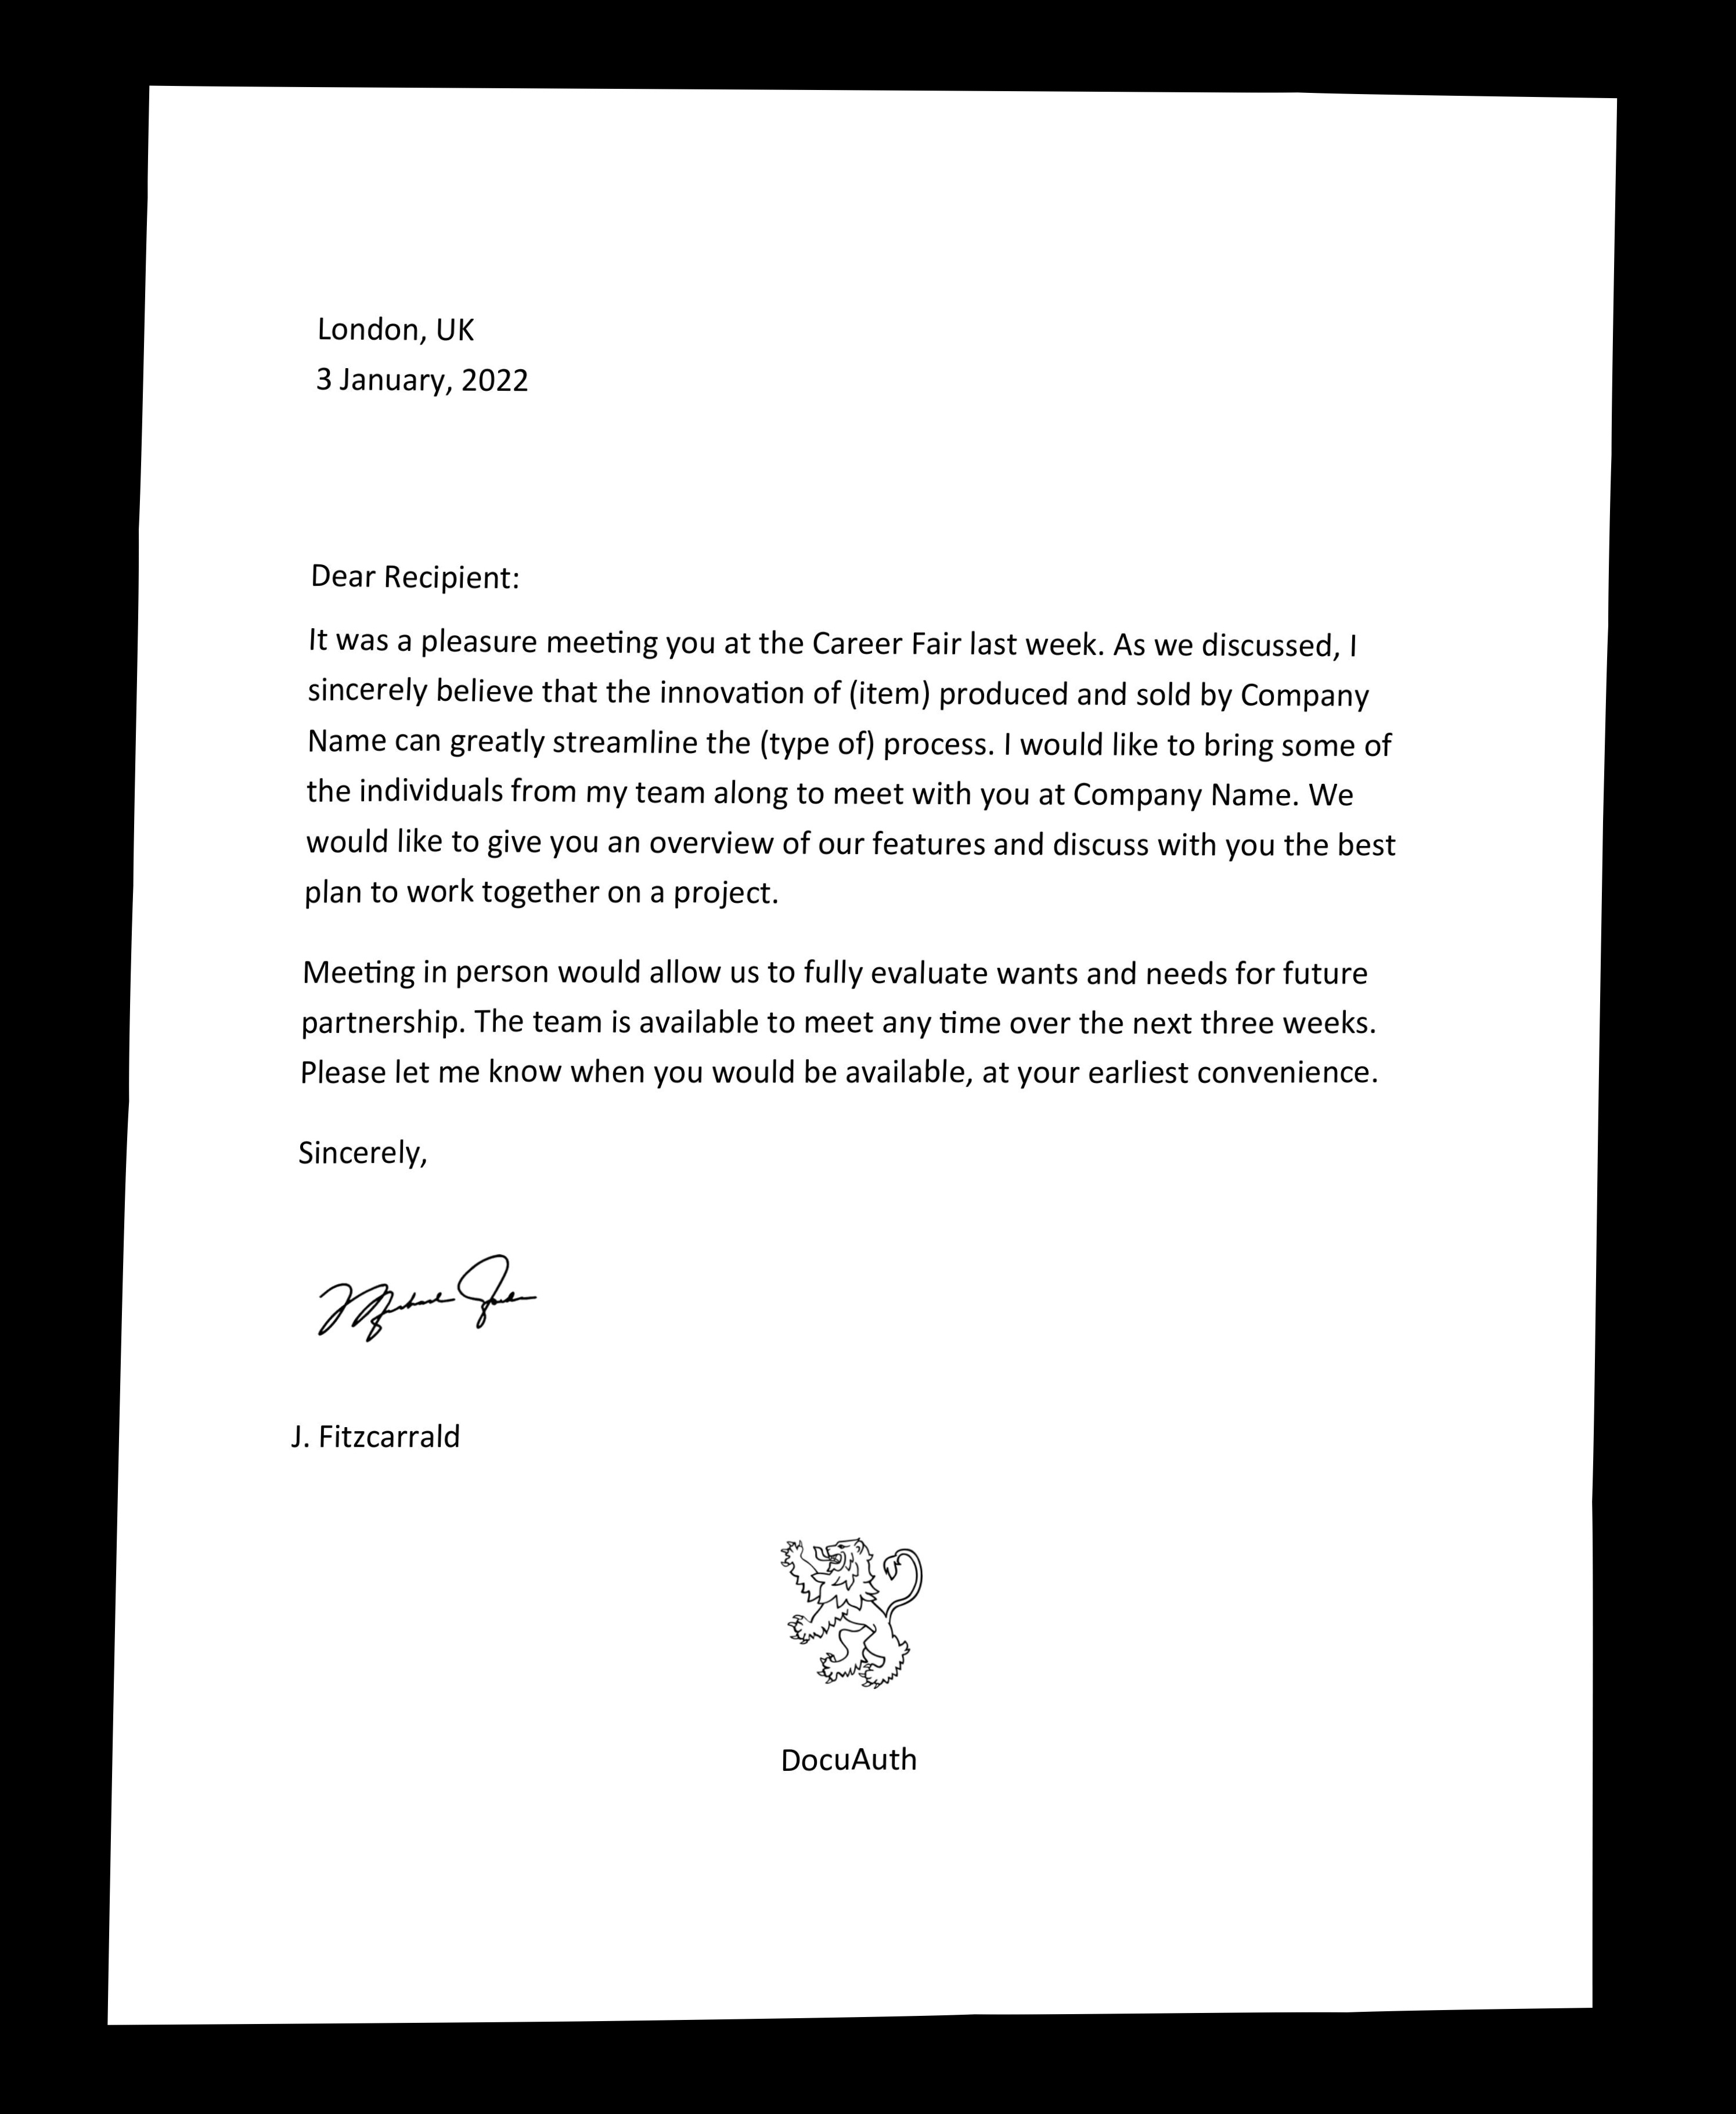 London, UK
3 January, 2022
Dear Recipient:
It was a pleasure meeting you at the Career Fair last week. As we discussed, I
sincerely believe that the innovation of (item) produced and sold by Company
Name can greatly streamline the (type of) process. I would like to bring some of
the individuals from my team along to meet with you at Company Name. We
would like to give you an overview of our features and discuss with you the best
plan to work together on a project.
Meeting in person would allow us to fully evaluate wants and needs for future
partnership. The team is available to meet any time over the next three weeks.
Please let me know when you would be available, at your earliest convenience.
Sincerely,
J. Fitzcarrald
DocuAuth